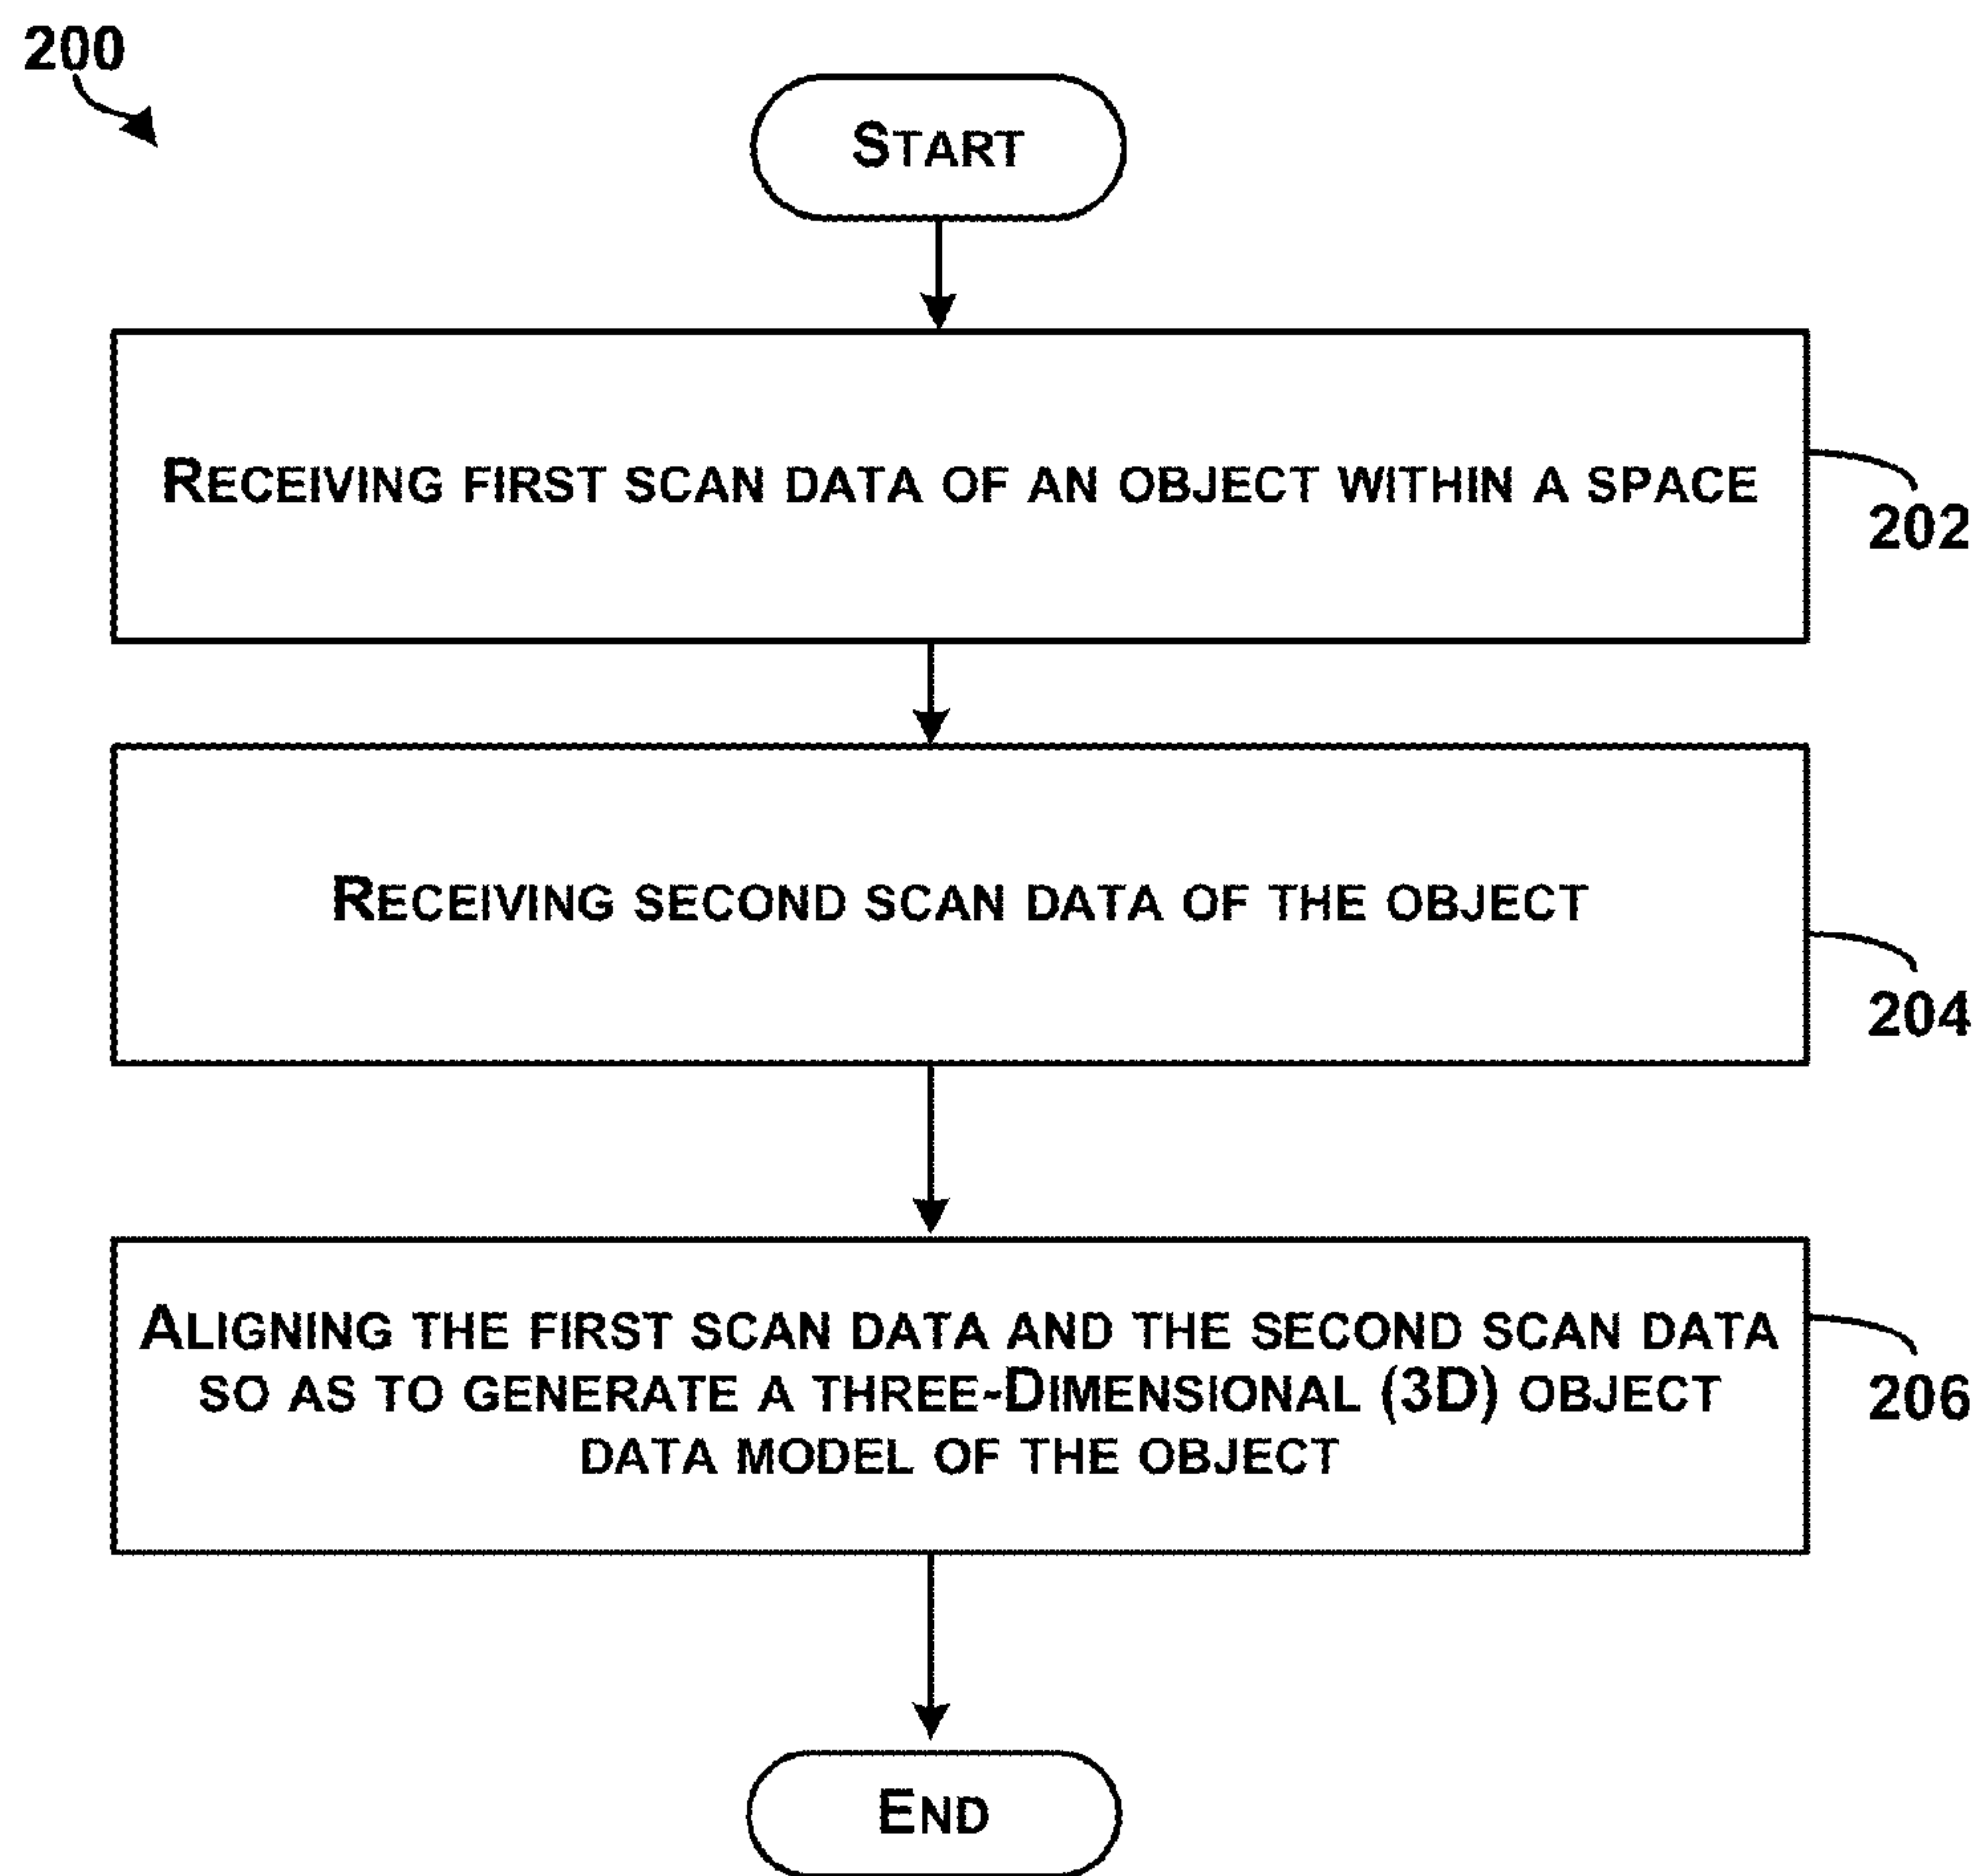 200
START
RECEIVING FIRST SCAN DATA OF AN OBJECT WITHIN A SPACE
202
RECEIVING SECOND SCAN DATA OF THE OBJECT
204
ALIGNING THE FIRST SCAN DATA AND THE SECOND SCAN DATA
SO AS TO GENERATE A THREE-DIMENSIONAL (3D) OBJECT
DATA MODEL OF THE OBJECT
206
END